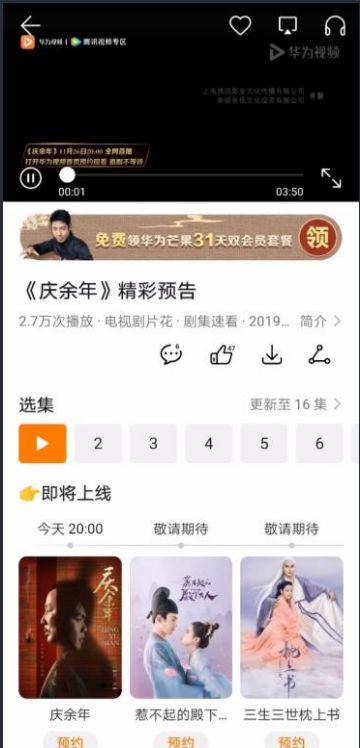 华为视频 | 腾讯视频专区
华为视频
上海腾讯影业文化传播有限公司
新丽电视文化投资有限公司
《庆余年》11月26日20:00 全网首播
打开华为视频首页预约观看 追剧不等待
00:01
03:50
免费领华为芒果31天双会员套餐
领
《庆余年》精彩预告
2.7万次播放 · 电视剧片花 · 剧集速看 · 2019... 简介 >
6
47
选集
更新至 16 集 >
2 3 4 5 6
👉即将上线
今天 20:00 敬请期待 敬请期待
庆余年
枕上书
庆余年 惹不起的殿下... 三生三世枕上书
预约 预约 预约